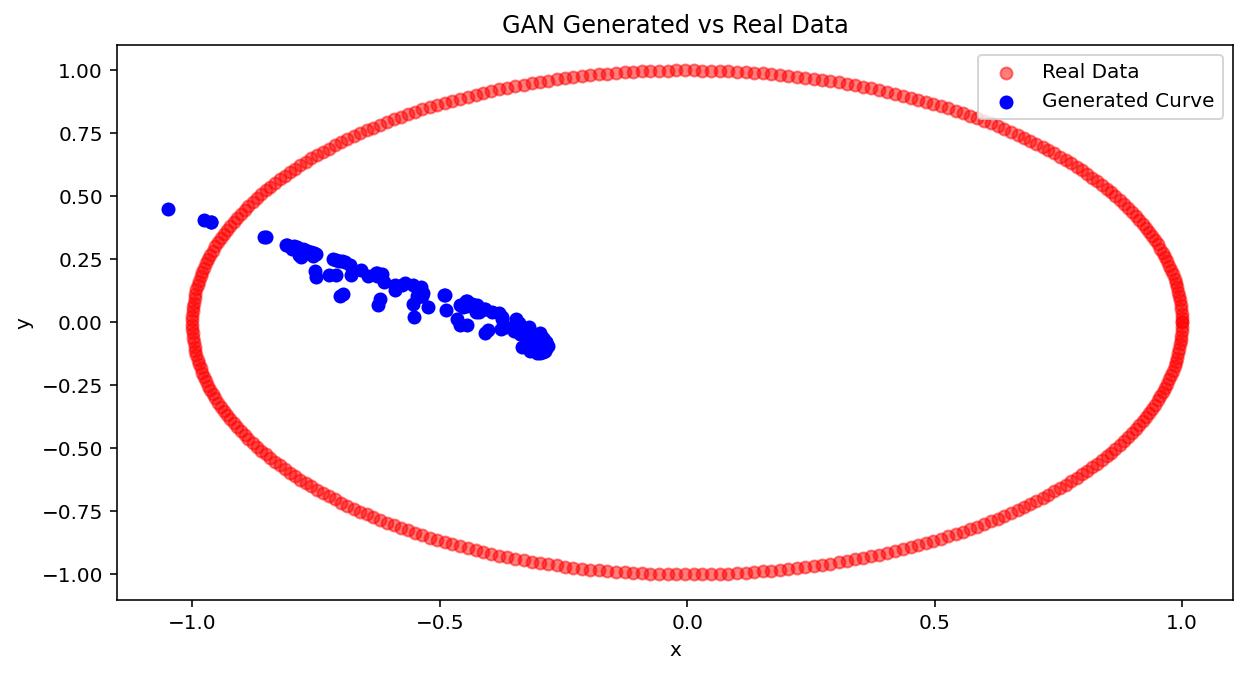 GAN Generated vs Real Data
Real Data
Generated Curve
1.00
0.75
0.50
0.25
0.00
−0.25
−0.50
−0.75
−1.00
y
−1.0 −0.5 0.0 0.5 1.0
x